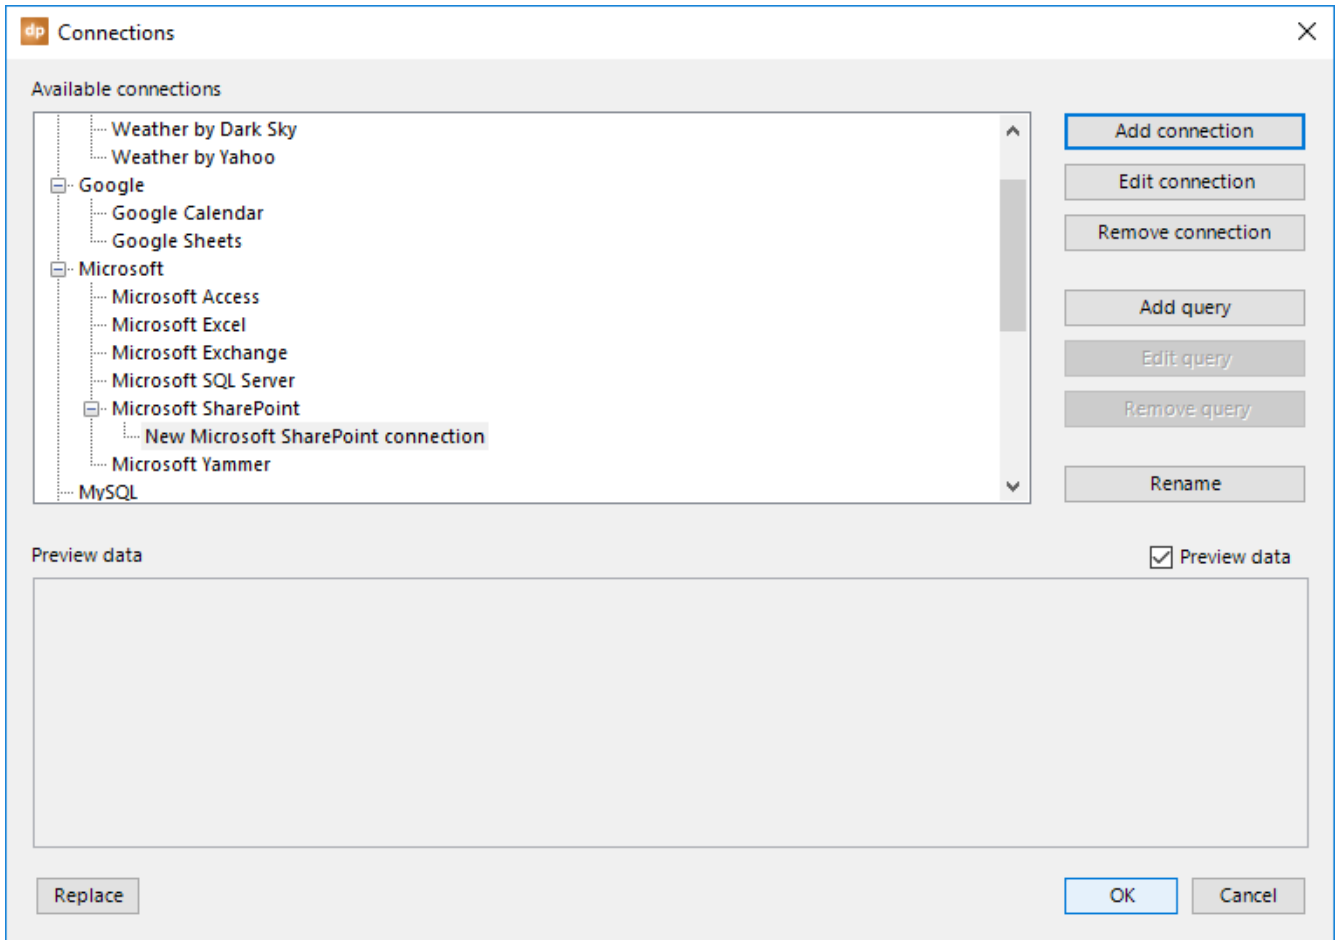 dp Connections
Available connections
Weather by Dark Sky
Weather by Yahoo
Google
Google Calendar
Google Sheets
Microsoft
Microsoft Access
Microsoft Excel
Microsoft Exchange
Microsoft SQL Server
Microsoft SharePoint
New Microsoft SharePoint connection
Microsoft Yammer
MySQL
Add connection
Edit connection
Remove connection
Add query
Edit query
Remove query
Rename
Preview data
Preview data
Replace
OK
Cancel